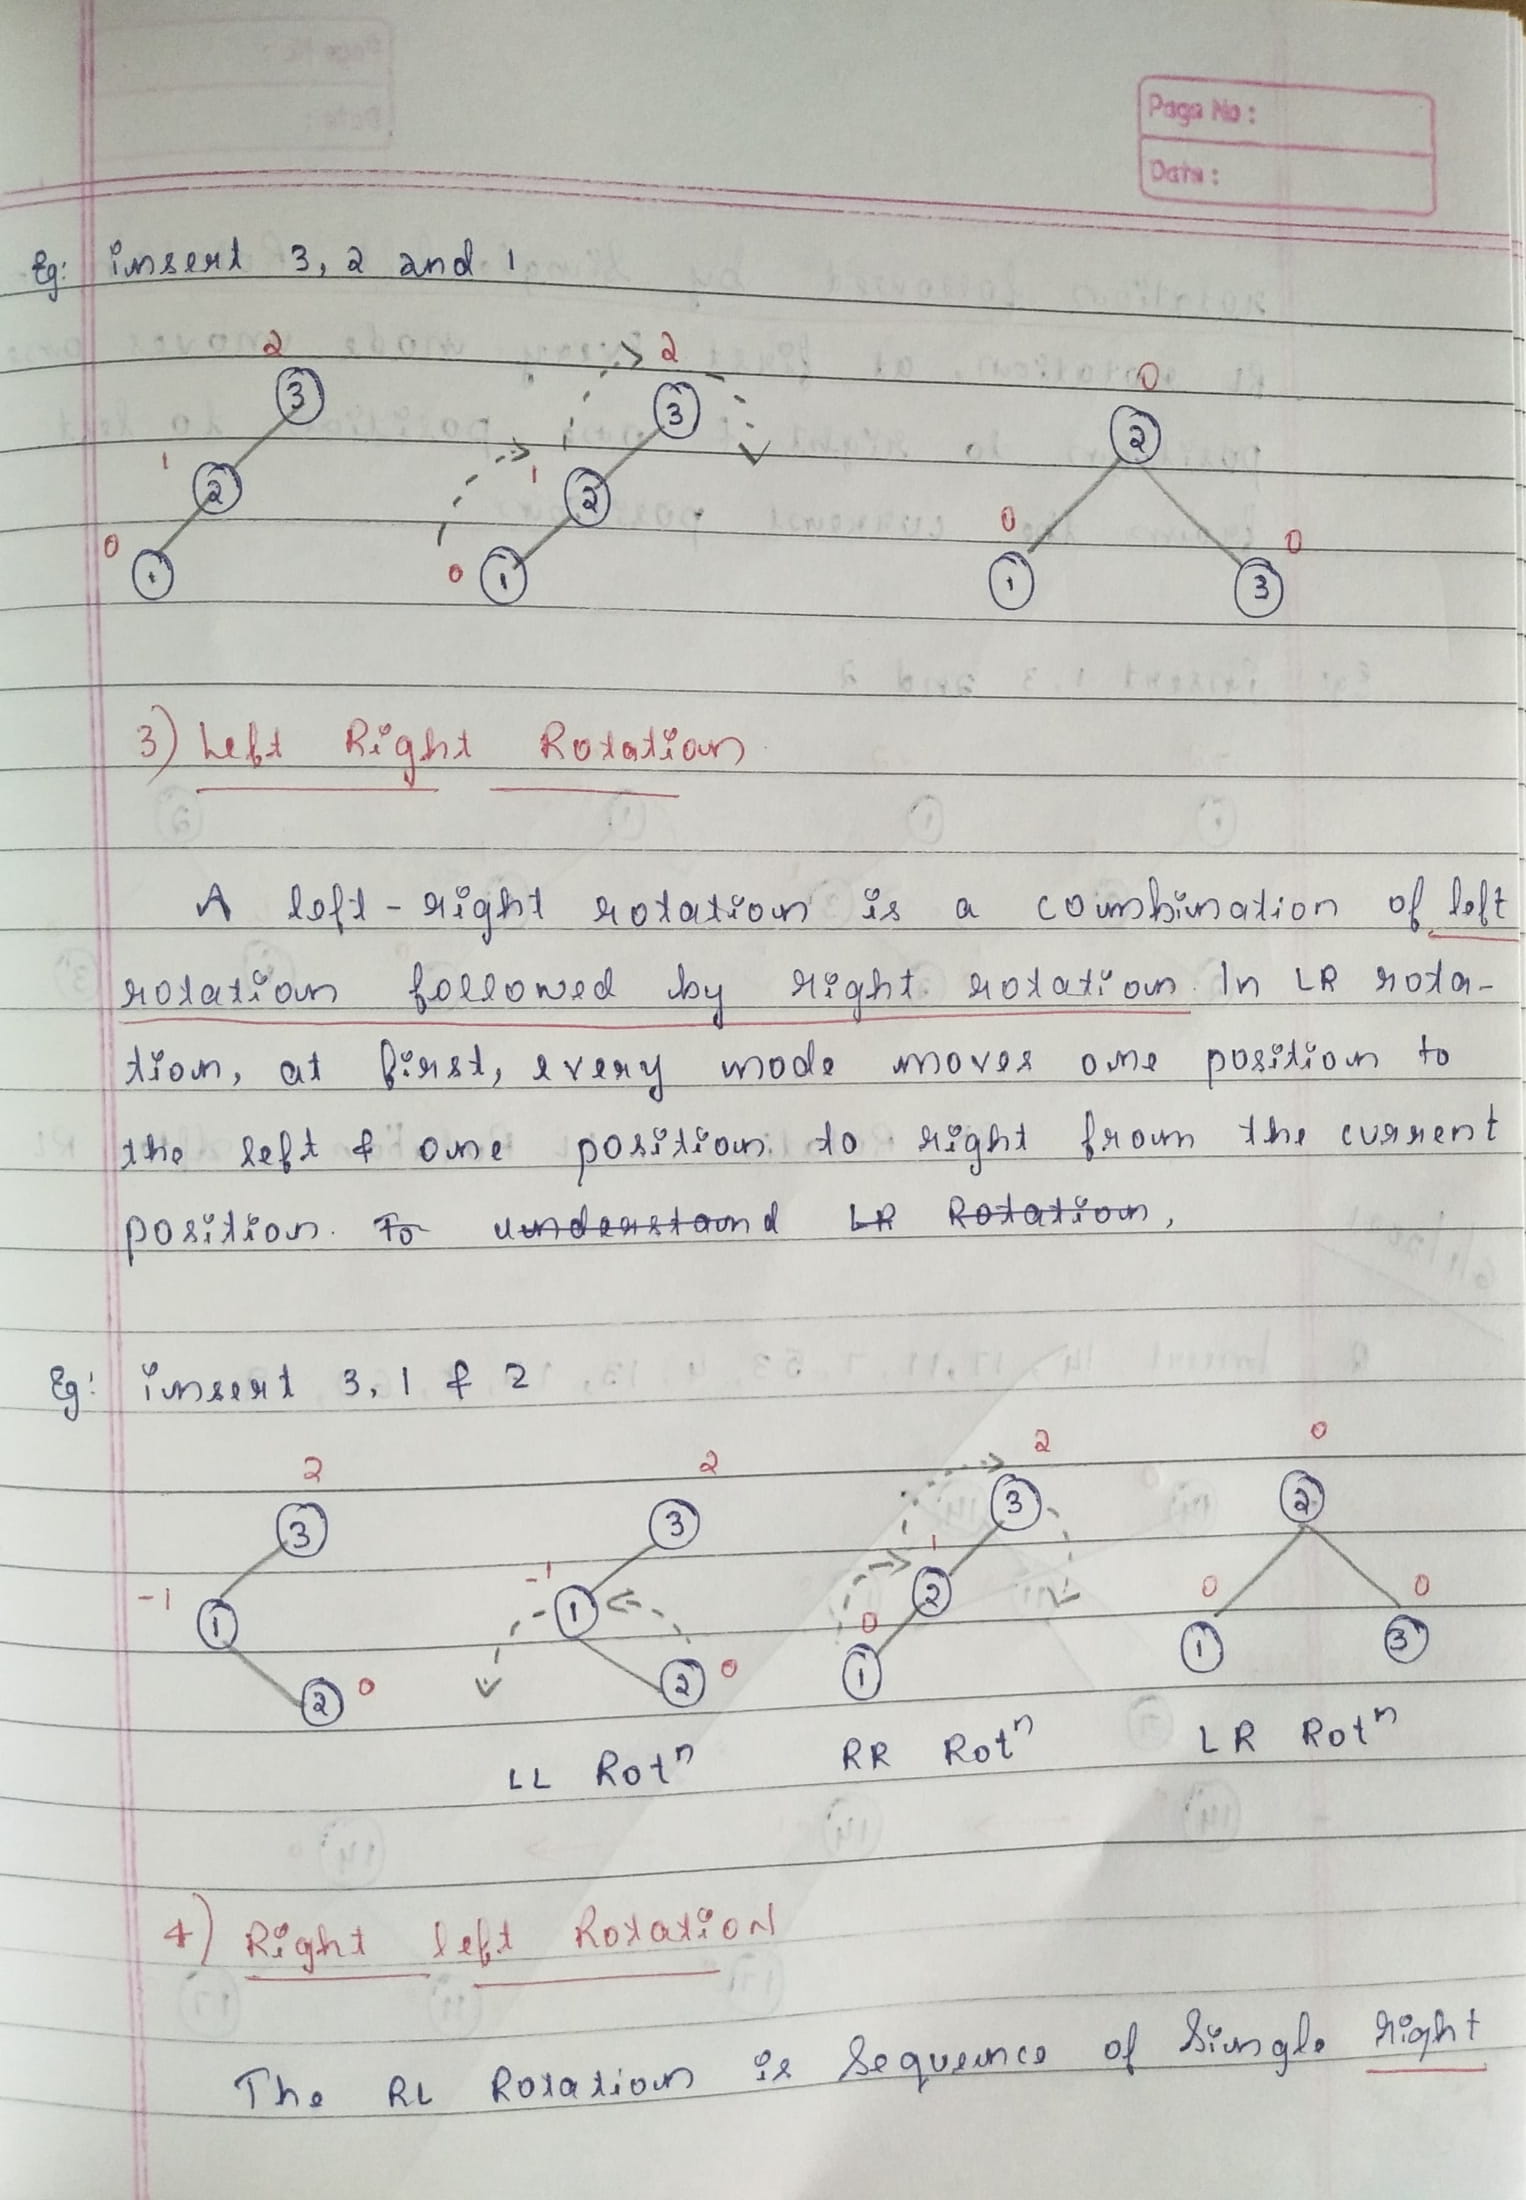 Page No :
Date :
Eg: insert 3, 2 and 1
2 2 0
3 3 2
1 1
2 2
0 0 0 0
1 1 1 3
3) Left Right Rotation
A left-right rotation is a combination of left
rotation followed by right rotation. In LR rota-
tion, at first, every node moves one position to
the left & one position to right from the current
position. To understand LR Rotation,
Eg: insert 3, 1 & 2
2 2 2 0
3 3 3 2
-1 -1 1 0 0
1 1 2 1 3
0 0 0
2 2 1
LL Rotn RR Rotn LR Rotn
4) Right left Rotation
The RL Rotation is Sequence of Single right